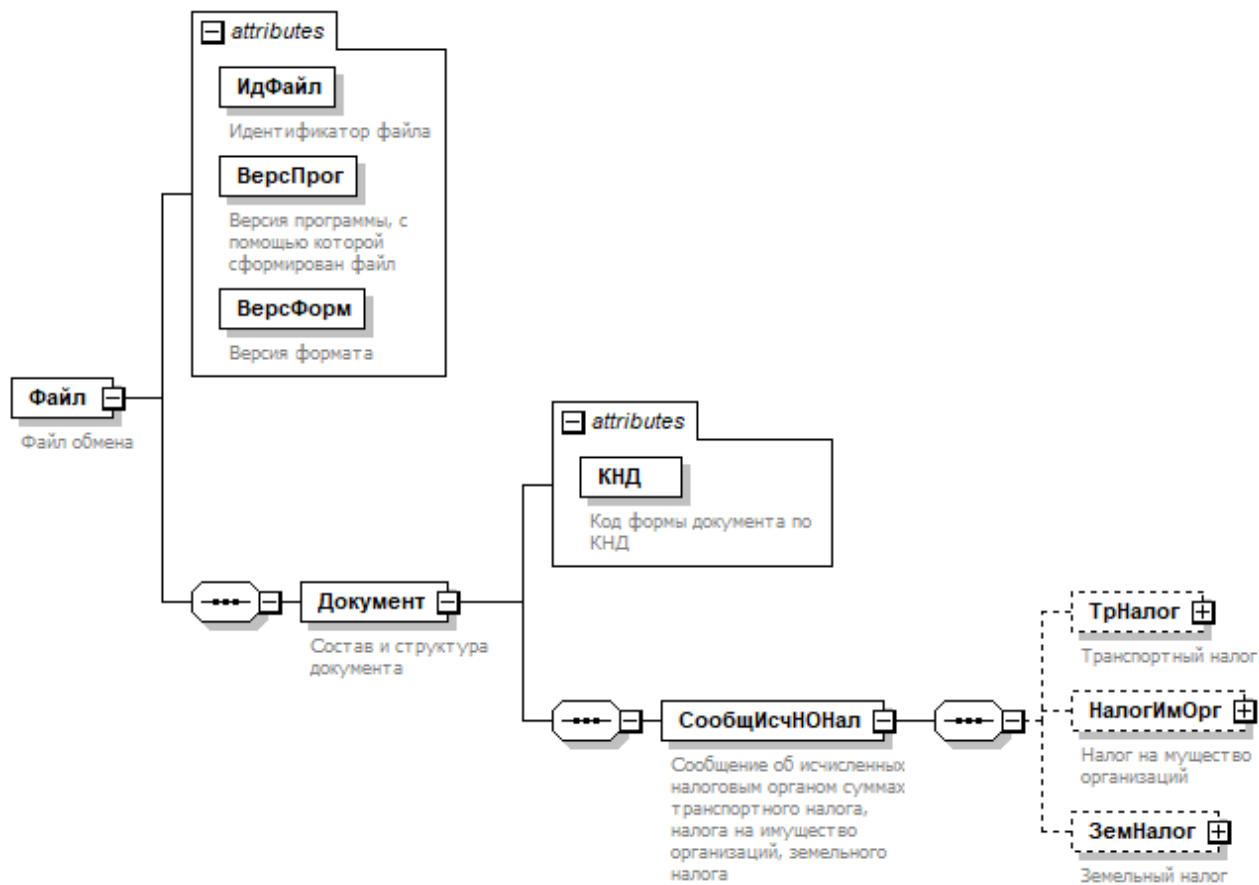 attributes
ИдФайл
Идентификатор файла
ВерсПрог
Версия программы, с
помощью которой
сформирован файл
ВерсФорм
Версия формата
Файл
Файл обмена
attributes
КНД
Код формы документа по
КНД
Документ
Состав и структура
документа
СообщИсчНОНал
Сообщение об исчисленных
налоговым органом суммах
транспортного налога,
налога на имущество
организаций, земельного
налога
ТрНалог
Транспортный налог
НалогИмОрг
Налог на мущество
организаций
ЗемНалог
Земельный налог